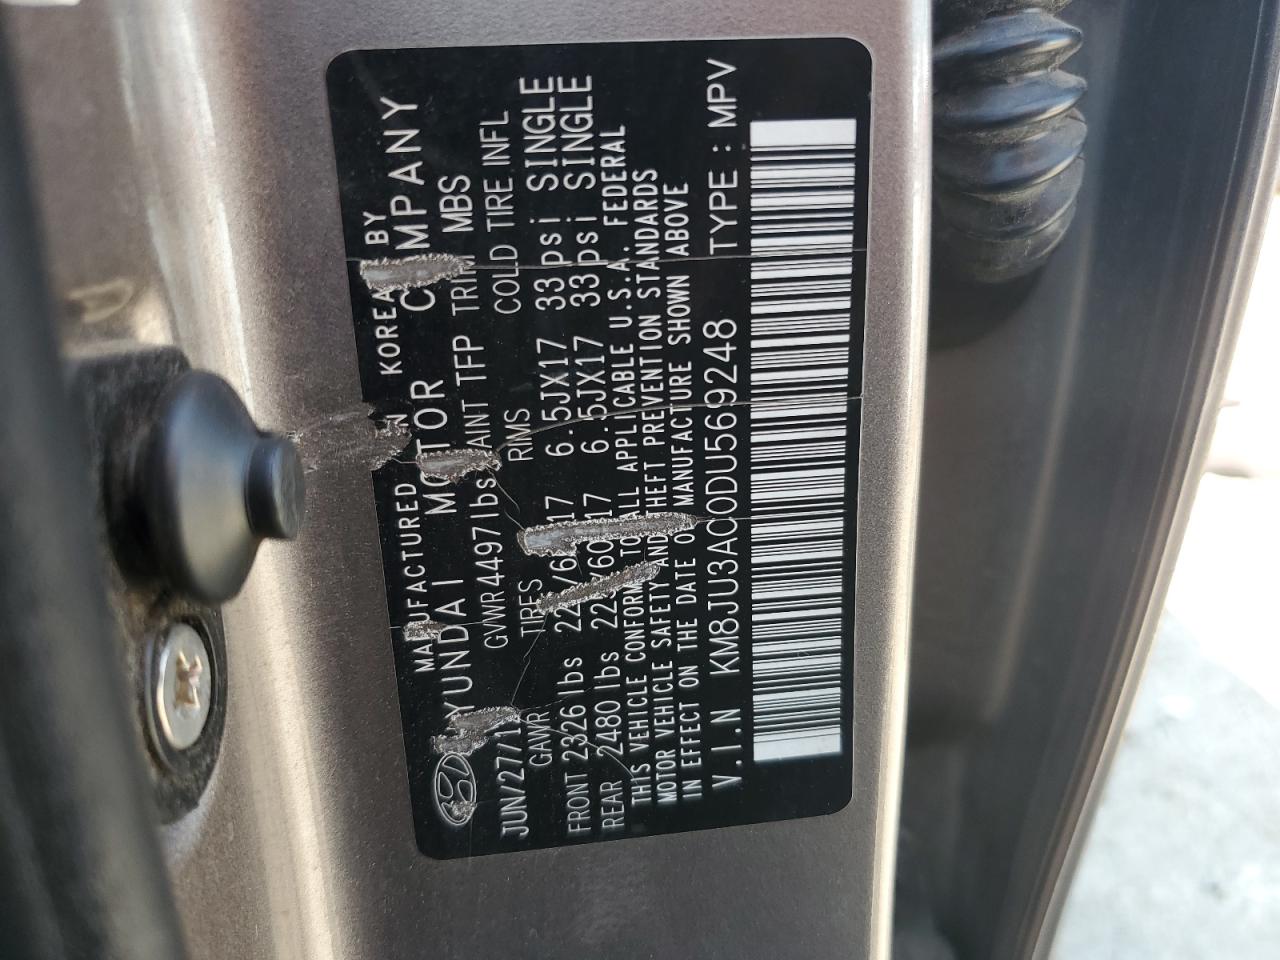 MANUFACTURED IN KOREA BY
HYUNDAI MOTOR COMPANY
GVWR 4497 lbs PAINT TFP TRIM MBS
JUN/27/1
GAWR TIRES RIMS COLD TIRE INFL
FRONT 2326 lbs 6.5JX17 33 psi SINGLE
REAR 2480 lbs 6.5JX17 33 psi SINGLE
THIS VEHICLE CONFORMS TO ALL APPLICABLE U.S.A. FEDERAL
MOTOR VEHICLE SAFETY AND THEFT PREVENTION STANDARDS
IN EFFECT ON THE DATE OF MANUFACTURE SHOWN ABOVE
V.I.N KM8JU3AC0DU569248 TYPE : MPV